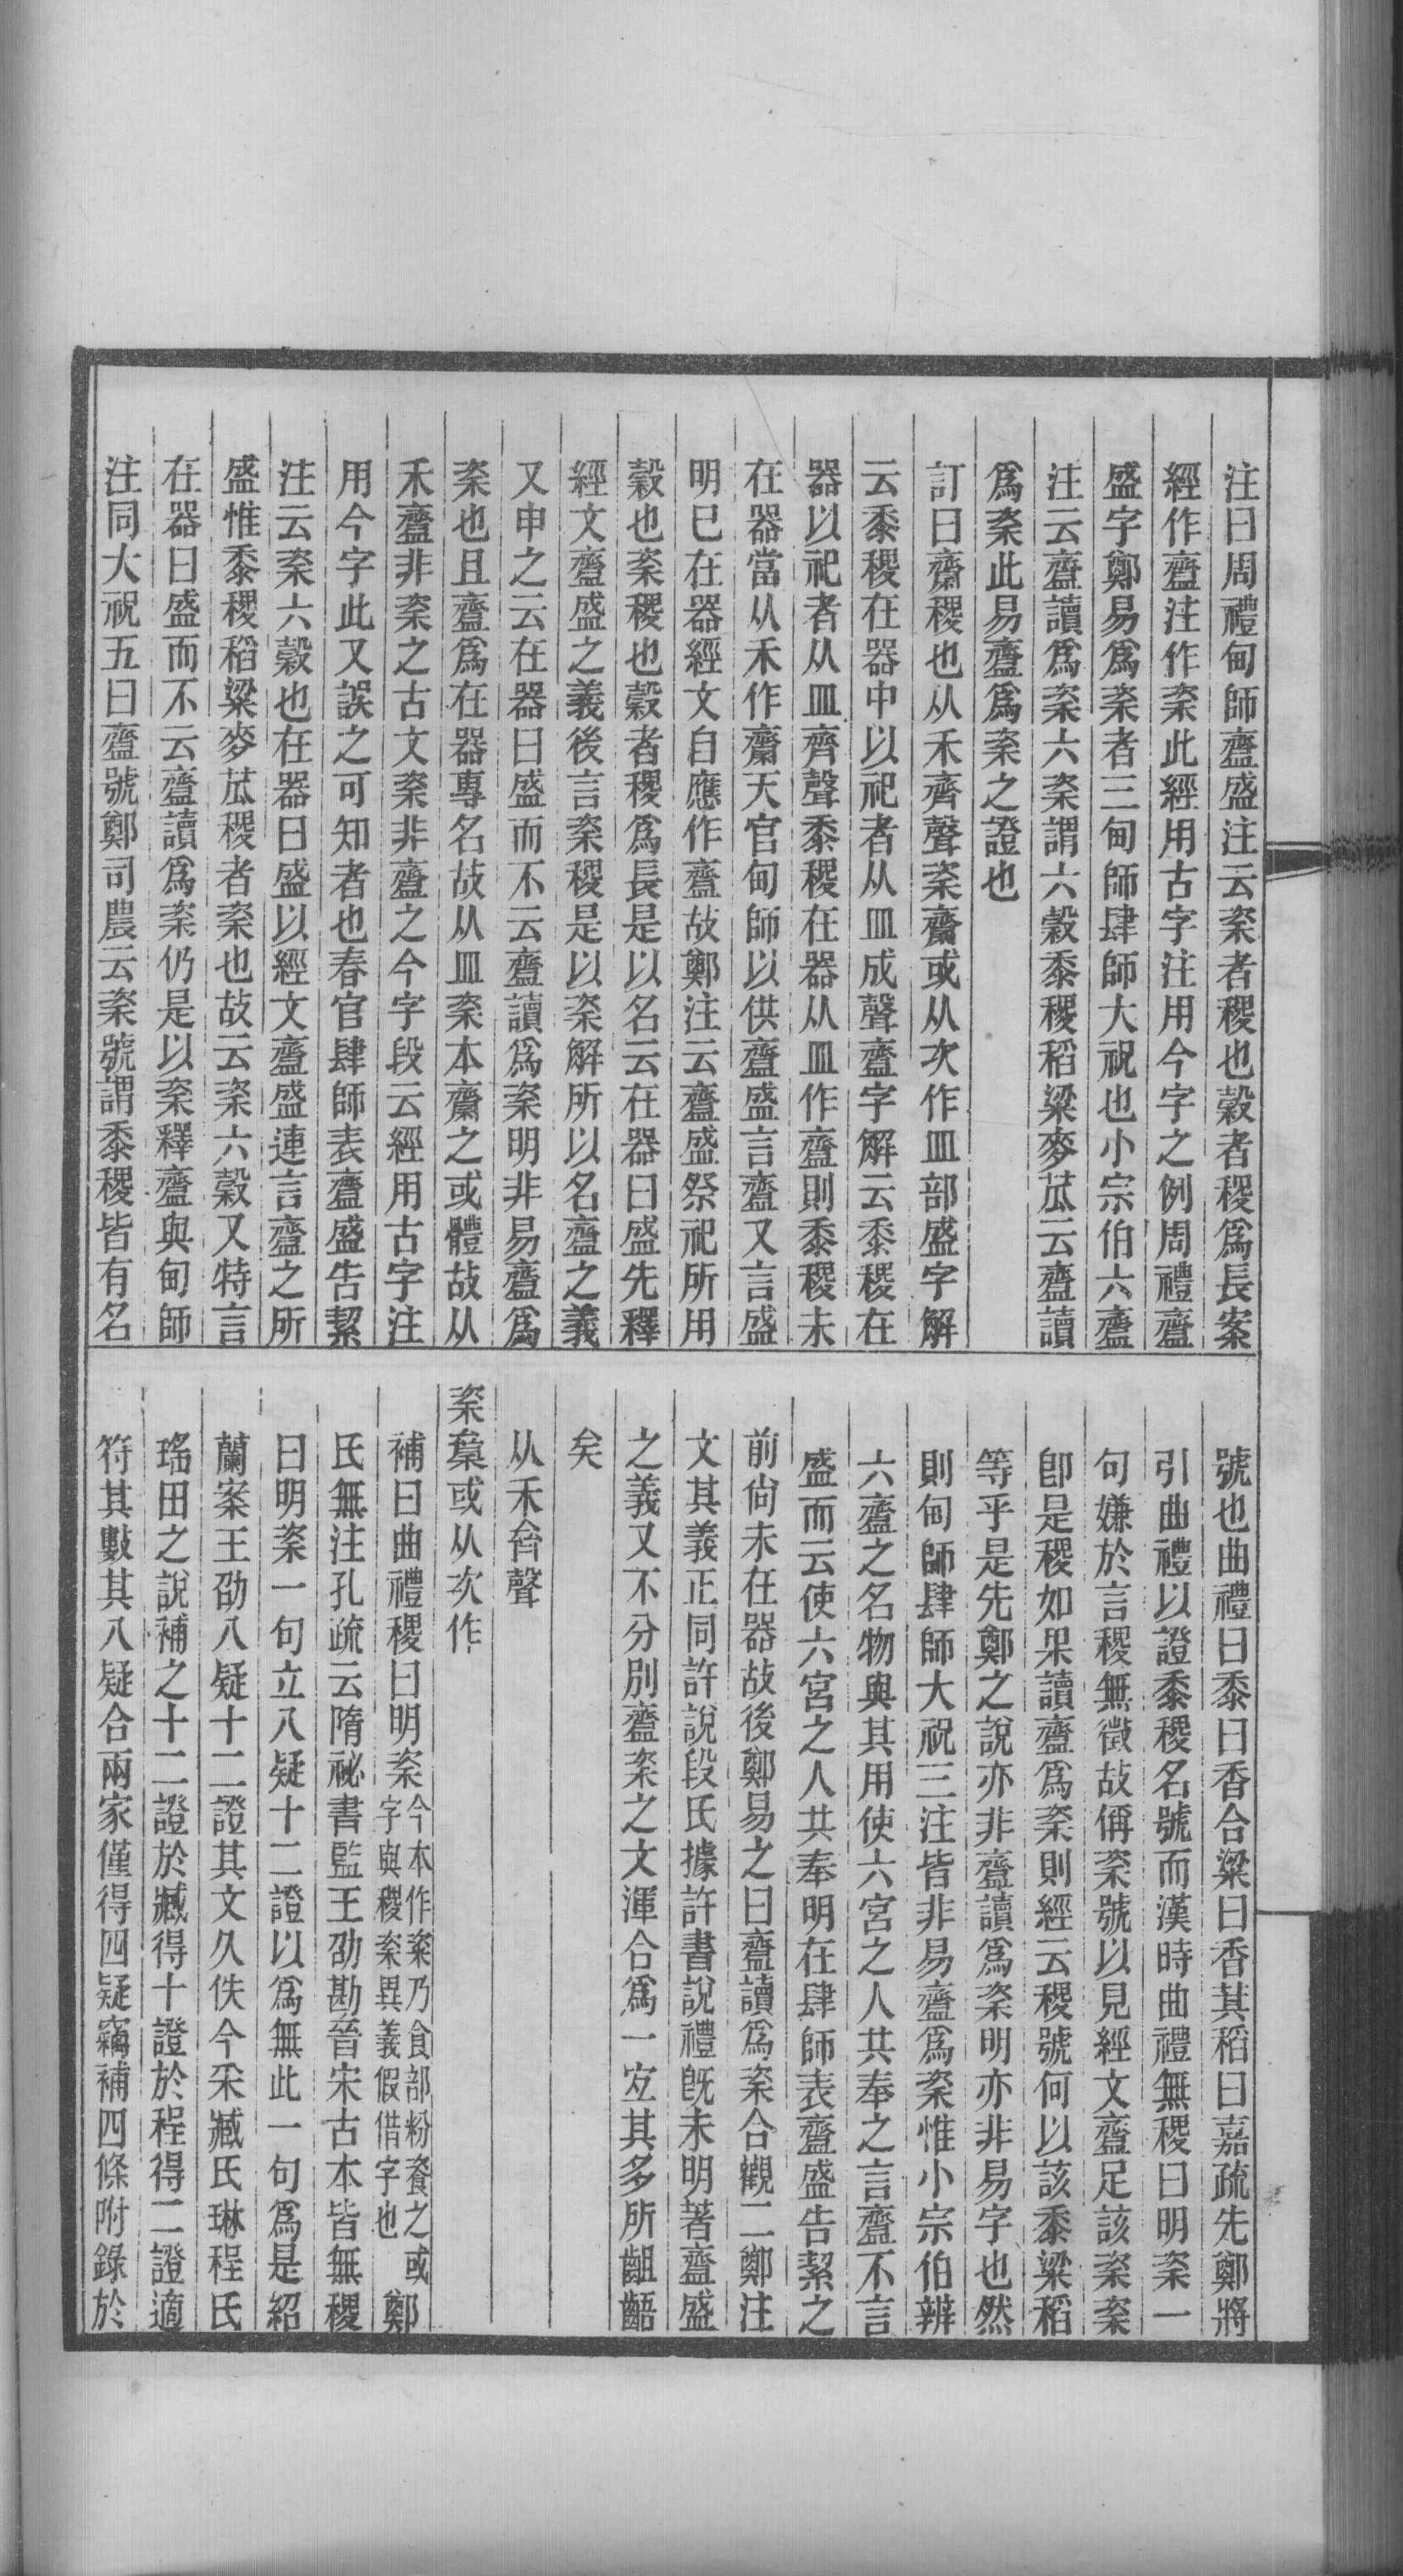 注曰周禮甸師齍盛注云粢者稷也穀者稷爲長案
經作齍注作粢此經用古字注用今字之例周禮齍
盛字鄭易爲粢者三甸師肆師大祝也小宗伯六齍
注云齍讀爲粢六粢謂六穀黍稷稻粱麥苽云齍讀
爲粢此易齍爲粢之證也
訂曰齋稷也从禾齊聲粢齋或从次作皿部盛字解
云黍稷在器中以祀者从皿成聲齍字解云黍稷在
器以祀者从皿齊聲黍稷在器从皿作齍則黍稷未
在器當从禾作齋天官甸師以供齍盛言齍又言盛
明已在器經文自應作齍故鄭注云齍盛祭祀所用
穀也粢稷也穀者稷爲長是以名云在器曰盛先釋
經文齍盛之義後言粢稷是以粢解所以名齍之義
又申之云在器曰盛而不云齍讀爲粢明非易齍爲
粢也且齍爲在器專名故从皿粢本齋之或體故从
禾齍非粢之古文粢非齍之今字段云經用古字注
用今字此又誤之可知者也春官肆師表齍盛告絜
注云粢六穀也在器曰盛以經文齍盛連言齍之所
盛惟黍稷稻粱麥苽稷者粢也故云粢六穀又特言
在器曰盛而不云齍讀爲粢仍是以粢釋齍與甸師
注同大祝五曰齍號鄭司農云粢號謂黍稷皆有名
號也曲禮曰黍曰香合粱曰香萁稻曰嘉疏先鄭將
引曲禮以證黍稷名號而漢時曲禮無稷曰明粢一
句嫌於言稷無徵故偁粢號以見經文齍足該粢粢
卽是稷如果讀齍爲粢則經云稷號何以該黍粱稻
等乎是先鄭之說亦非齍讀爲粢明亦非易字也然
則甸師肆師大祝三注皆非易齍爲粢惟小宗伯辨
六齍之名物與其用使六宮之人共奉之言齍不言
盛而云使六宮之人共奉明在肆師表齍盛告絜之
前尙未在器故後鄭易之曰齍讀爲粢合觀二鄭注
文其義正同許說段氏據許書說禮旣未明著齍盛
之義又不分別齍粢之文渾合爲一宐其多所齟齬
矣
从禾㑹聲
粢穧或从次作
補曰曲禮稷曰明粢今本作粢乃食部粉餈之或字與稷粢異義假借字也鄭
氏無注孔疏云隋祕書監王劭勘晉宋古本皆無稷
曰明粢一句立八疑十二證以爲無此一句爲是紹
蘭案王劭八疑十二證其文久佚今采臧氏琳程氏
瑤田之說補之十二證於臧得十證於程得二證適
符其數其八疑合兩家僅得四疑竊補四條附錄於